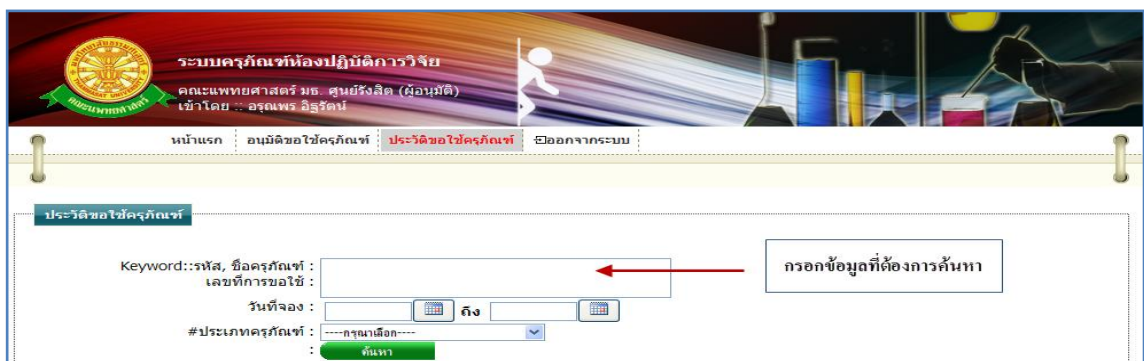 ระบบครุภัณฑ์ห้องปฏิบัติการวิจัย
คณะแพทยศาสตร์ มธ. ศูนย์รังสิต (ผู้อนุมัติ)
เข้าโดย :: อรุณพร อิฐรัตน์
หน้าแรก อนุมัติขอใช้ครุภัณฑ์ ประวัติขอใช้ครุภัณฑ์ ออกจากระบบ
ประวัติขอใช้ครุภัณฑ์
Keyword::รหัส, ชื่อครุภัณฑ์ :
เลขที่การขอใช้ :
กรอกข้อมูลที่ต้องการค้นหา
วันที่จอง : ถึง
#ประเภทครุภัณฑ์ : ----กรุณาเลือก----
: ค้นหา